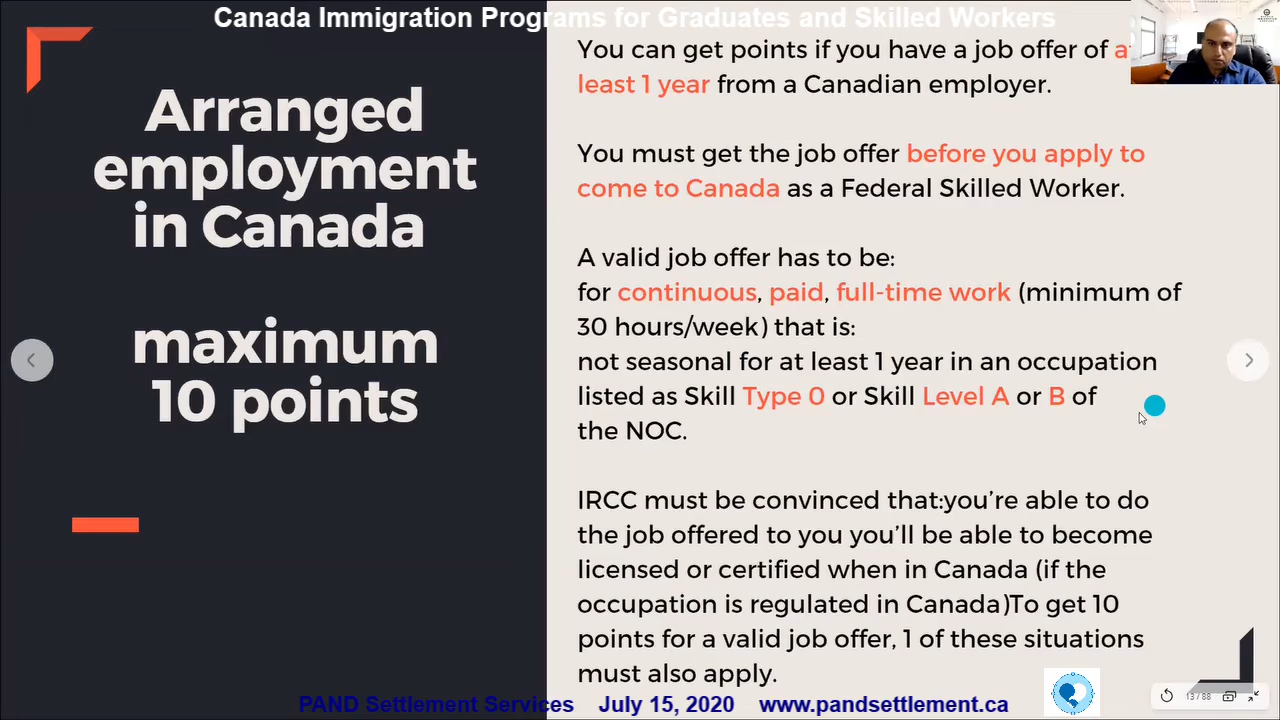 Canada Immigration Programs for Graduates and Skilled Workers
Arranged
employment
in Canada
maximum
10 points
You can get points if you have a job offer of
least 1 year from a Canadian employer.
You must get the job offer before you apply to
come to Canada as a Federal Skilled Worker.
A valid job offer has to be:
for continuous, paid, full-time work (minimum of
30 hours/week) that is:
not seasonal for at least 1 year in an occupation
listed as Skill Type 0 or Skill Level A or B of
the NOC.
IRCC must be convinced that:you're able to do
the job offered to you you'll be able to become
licensed or certified when in Canada (if the
occupation is regulated in Canada)To get 10
points for a valid job offer, 1 of these situations
must also apply.
PAND Settlement Services July 15, 2020 www.pandsettlement.ca
13 / 88